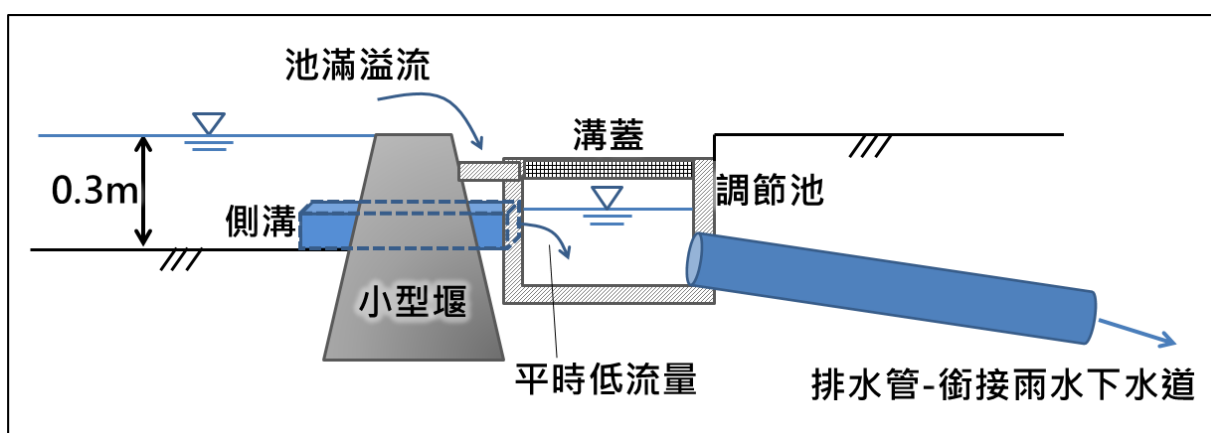 池滿溢流
溝蓋
0.3m
側溝
調節池
小型堰
平時低流量
排水管-銜接雨水下水道